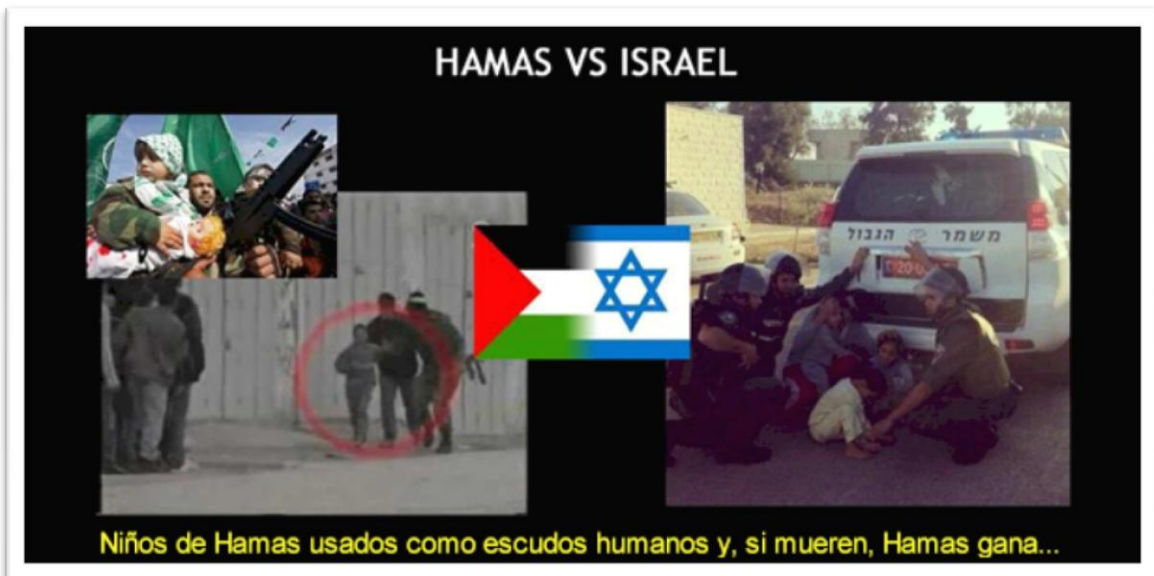 HAMAS VS ISRAEL
משמר הגבול
Niños de Hamas usados como escudos humanos y, si mueren, Hamas gana...